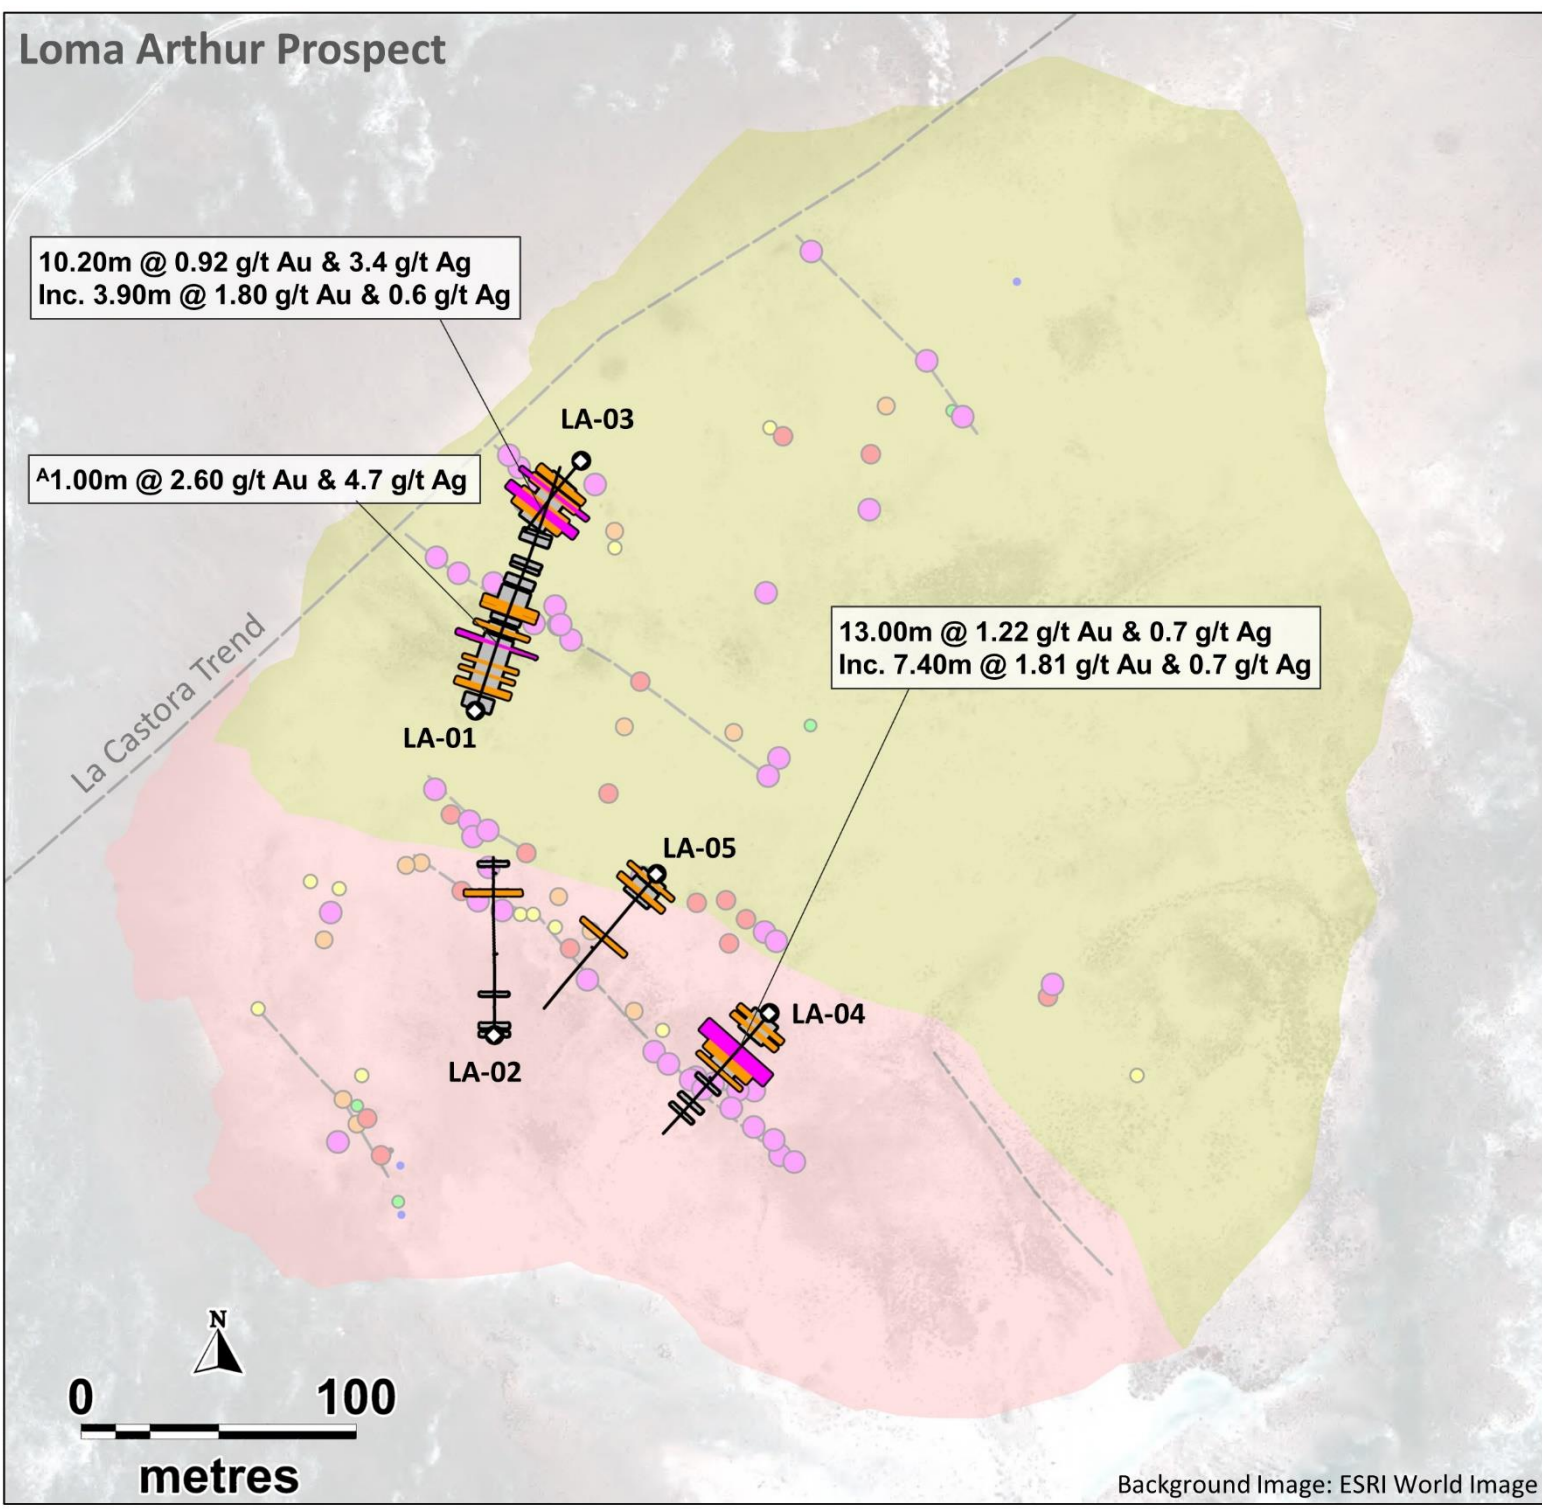 Loma Arthur Prospect
10.20m @ 0.92 g/t Au & 3.4 g/t Ag
Inc. 3.90m @ 1.80 g/t Au & 0.6 g/t Ag
LA-03
ᴬ1.00m @ 2.60 g/t Au & 4.7 g/t Ag
13.00m @ 1.22 g/t Au & 0.7 g/t Ag
Inc. 7.40m @ 1.81 g/t Au & 0.7 g/t Ag
La Castora Trend
LA-01
LA-05
LA-04
LA-02
N
0 100
metres
Background Image: ESRI World Image